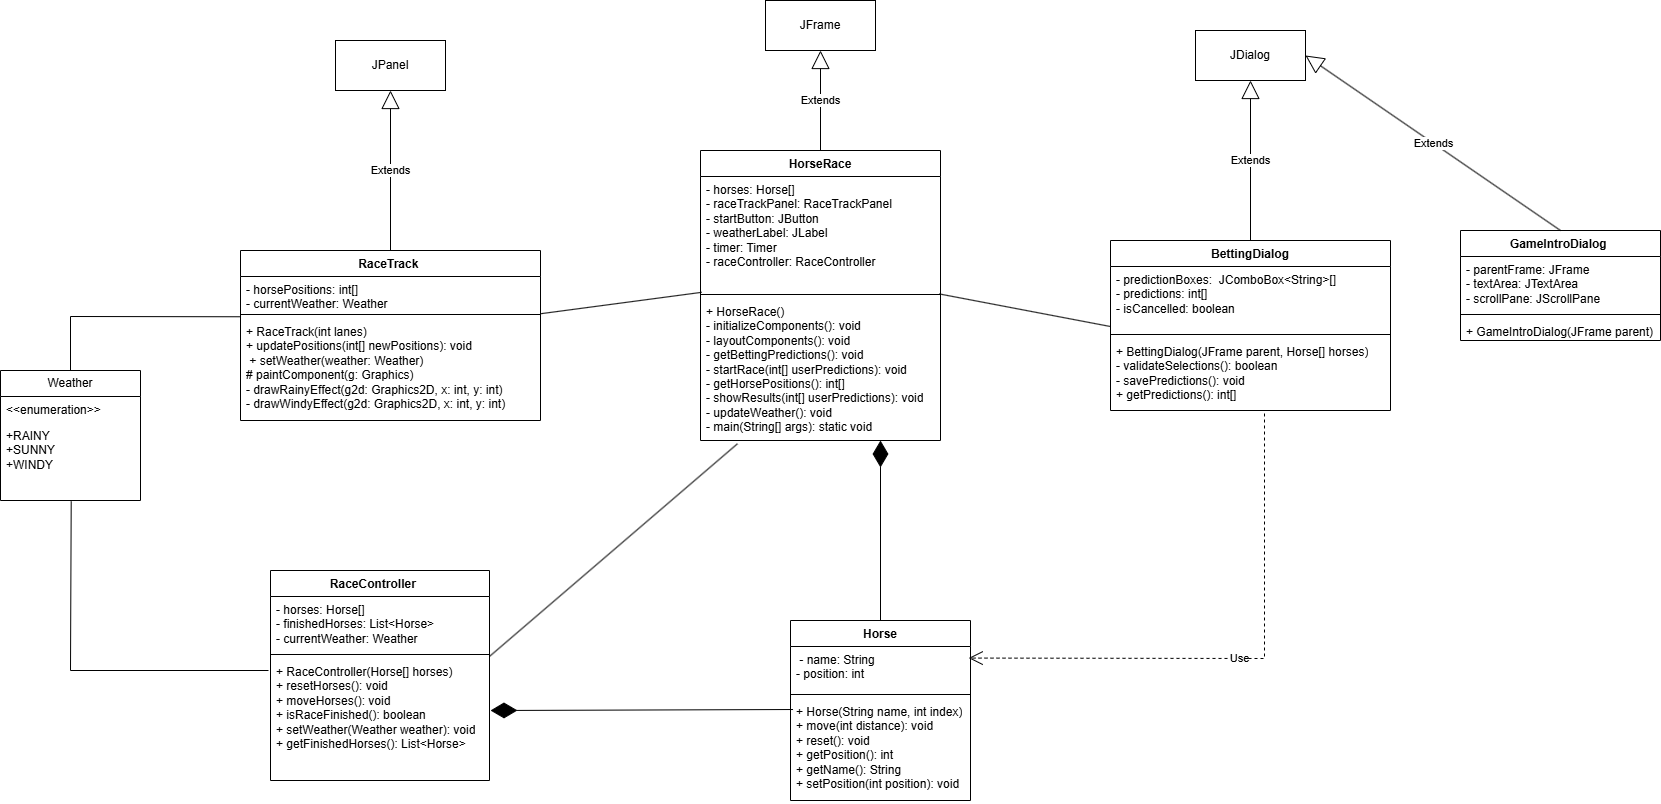 JFrame
JPanel
JDialog
Extends
Extends
Extends
Extends
HorseRace
- horses: Horse[]
- raceTrackPanel: RaceTrackPanel
- startButton: JButton
- weatherLabel: JLabel
- timer: Timer
- raceController: RaceController
+ HorseRace()
- initializeComponents(): void
- layoutComponents(): void
- getBettingPredictions(): void
- startRace(int[] userPredictions): void
- getHorsePositions(): int[]
- showResults(int[] userPredictions): void
- updateWeather(): void
- main(String[] args): static void
RaceTrack
- horsePositions: int[]
- currentWeather: Weather
+ RaceTrack(int lanes)
+ updatePositions(int[] newPositions): void
+ setWeather(weather: Weather)
# paintComponent(g: Graphics)
- drawRainyEffect(g2d: Graphics2D, x: int, y: int)
- drawWindyEffect(g2d: Graphics2D, x: int, y: int)
BettingDialog
- predictionBoxes:  JComboBox<String>[]
- predictions: int[]
- isCancelled: boolean
+ BettingDialog(JFrame parent, Horse[] horses)
- validateSelections(): boolean
- savePredictions(): void
+ getPredictions(): int[]
GameIntroDialog
- parentFrame: JFrame
- textArea: JTextArea
- scrollPane: JScrollPane
+ GameIntroDialog(JFrame parent)
Weather
<<enumeration>>
+RAINY
+SUNNY
+WINDY
RaceController
- horses: Horse[]
- finishedHorses: List<Horse>
- currentWeather: Weather
+ RaceController(Horse[] horses)
+ resetHorses(): void
+ moveHorses(): void
+ isRaceFinished(): boolean
+ setWeather(Weather weather): void
+ getFinishedHorses(): List<Horse>
Horse
- name: String
- position: int
+ Horse(String name, int index)
+ move(int distance): void
+ reset(): void
+ getPosition(): int
+ getName(): String
+ setPosition(int position): void
Use